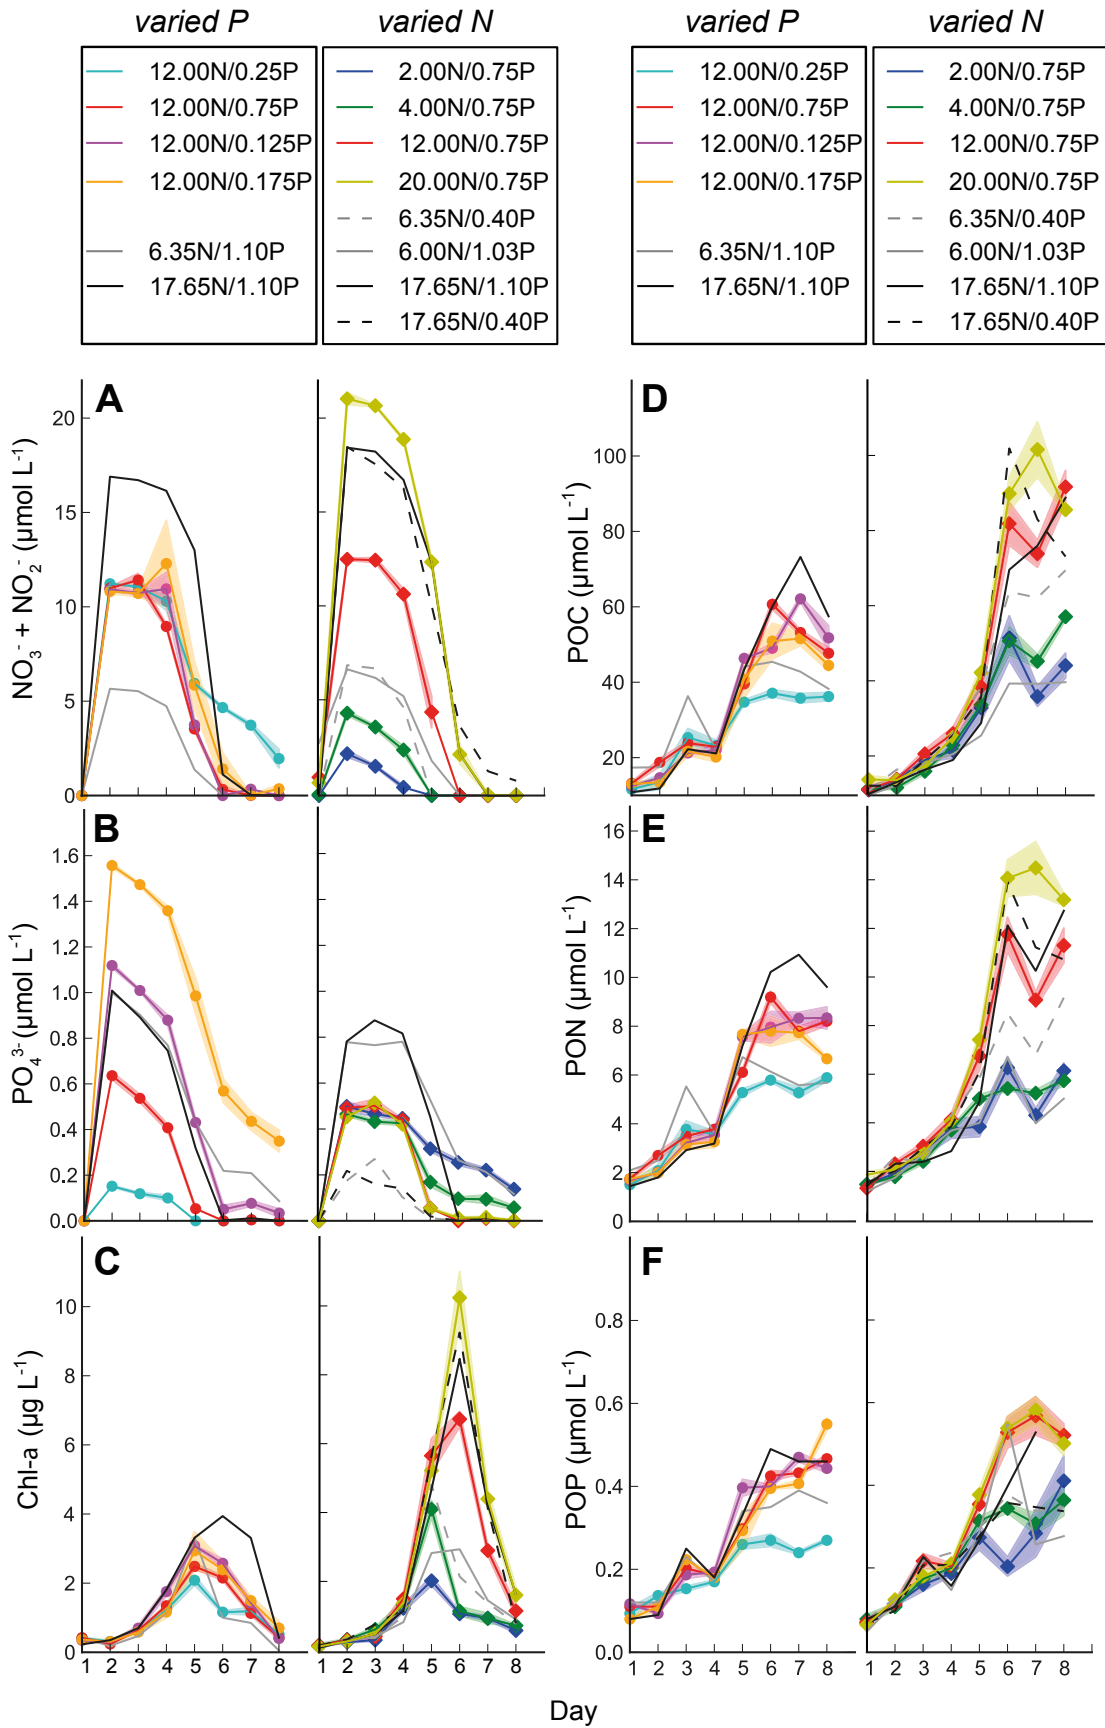 varied P
varied N
varied P
varied N
12.00N/0.25P
12.00N/0.75P
12.00N/0.125P
12.00N/0.175P
6.35N/1.10P
17.65N/1.10P
2.00N/0.75P
4.00N/0.75P
12.00N/0.75P
20.00N/0.75P
6.35N/0.40P
6.00N/1.03P
17.65N/1.10P
17.65N/0.40P
12.00N/0.25P
12.00N/0.75P
12.00N/0.125P
12.00N/0.175P
6.35N/1.10P
17.65N/1.10P
2.00N/0.75P
4.00N/0.75P
12.00N/0.75P
20.00N/0.75P
6.35N/0.40P
6.00N/1.03P
17.65N/1.10P
17.65N/0.40P
A
NO₃⁻ + NO₂⁻ (µmol L⁻¹)
20
15
10
5
0
D
POC (µmol L⁻¹)
100
80
60
40
20
B
PO₄³⁻ (µmol L⁻¹)
1.6
1.4
1.2
1.0
0.8
0.6
0.4
0.2
0.0
E
PON (µmol L⁻¹)
16
14
12
10
8
6
4
2
0
C
Chl-a (µg L⁻¹)
10
8
6
4
2
0
1 2 3 4 5 6 7 8
1 2 3 4 5 6 7 8
F
POP (µmol L⁻¹)
0.8
0.6
0.4
0.2
0.0
1 2 3 4 5 6 7 8
1 2 3 4 5 6 7 8
Day